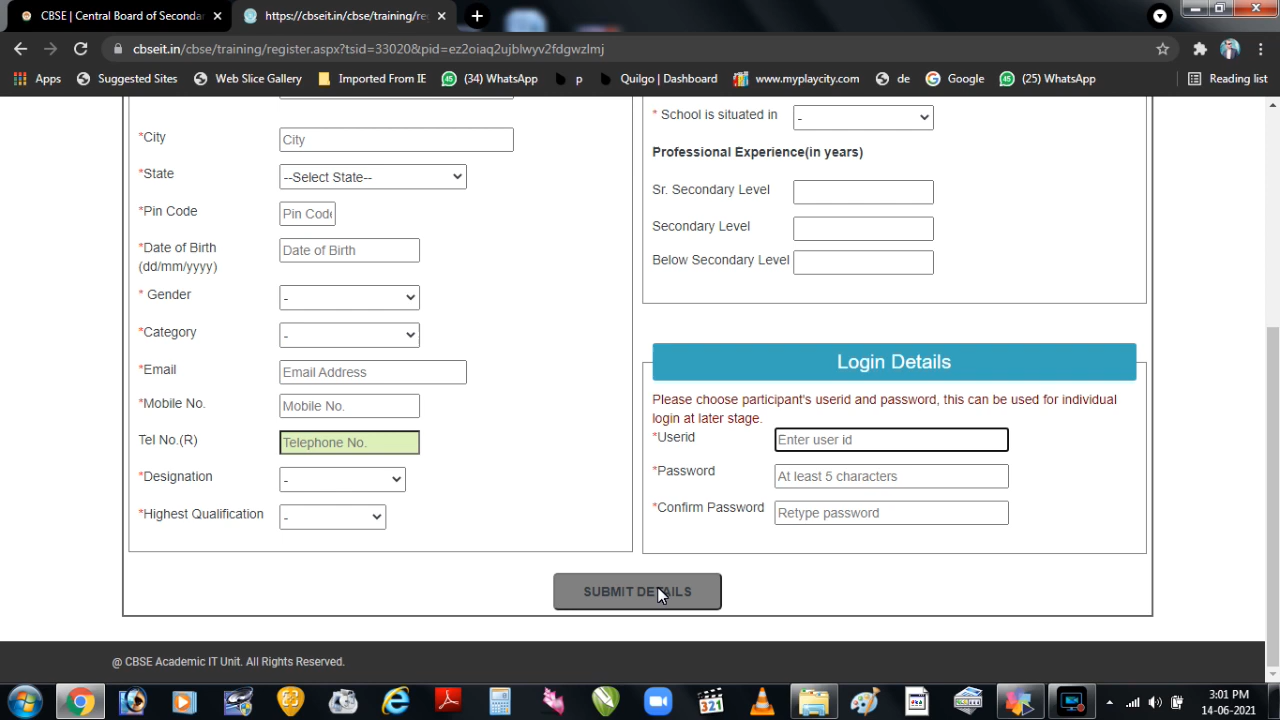 CBSE | Central Board of Secondar
https://cbseit.in/cbse/training/re
cbseit.in/cbse/training/register.aspx?tsid=33020&pid=ez2oiaq2ujblwyv2fdgwzlmj
Apps
Suggested Sites
Web Slice Gallery
Imported From IE
(34) WhatsApp
p
Quilgo | Dashboard
www.myplaycity.com
de
Google
(25) WhatsApp
Reading list
*City
City
*State
--Select State--
*Pin Code
Pin Code
*Date of Birth
(dd/mm/yyyy)
Date of Birth
* Gender
-
*Category
-
*Email
Email Address
*Mobile No.
Mobile No.
Tel No.(R)
Telephone No.
*Designation
-
*Highest Qualification
-
* School is situated in
-
Professional Experience(in years)
Sr. Secondary Level
Secondary Level
Below Secondary Level
Login Details
Please choose participant's userid and password, this can be used for individual
login at later stage.
*Userid
Enter user id
*Password
At least 5 characters
*Confirm Password
Retype password
SUBMIT DETAILS
@ CBSE Academic IT Unit. All Rights Reserved.
321
3:01 PM
14-06-2021